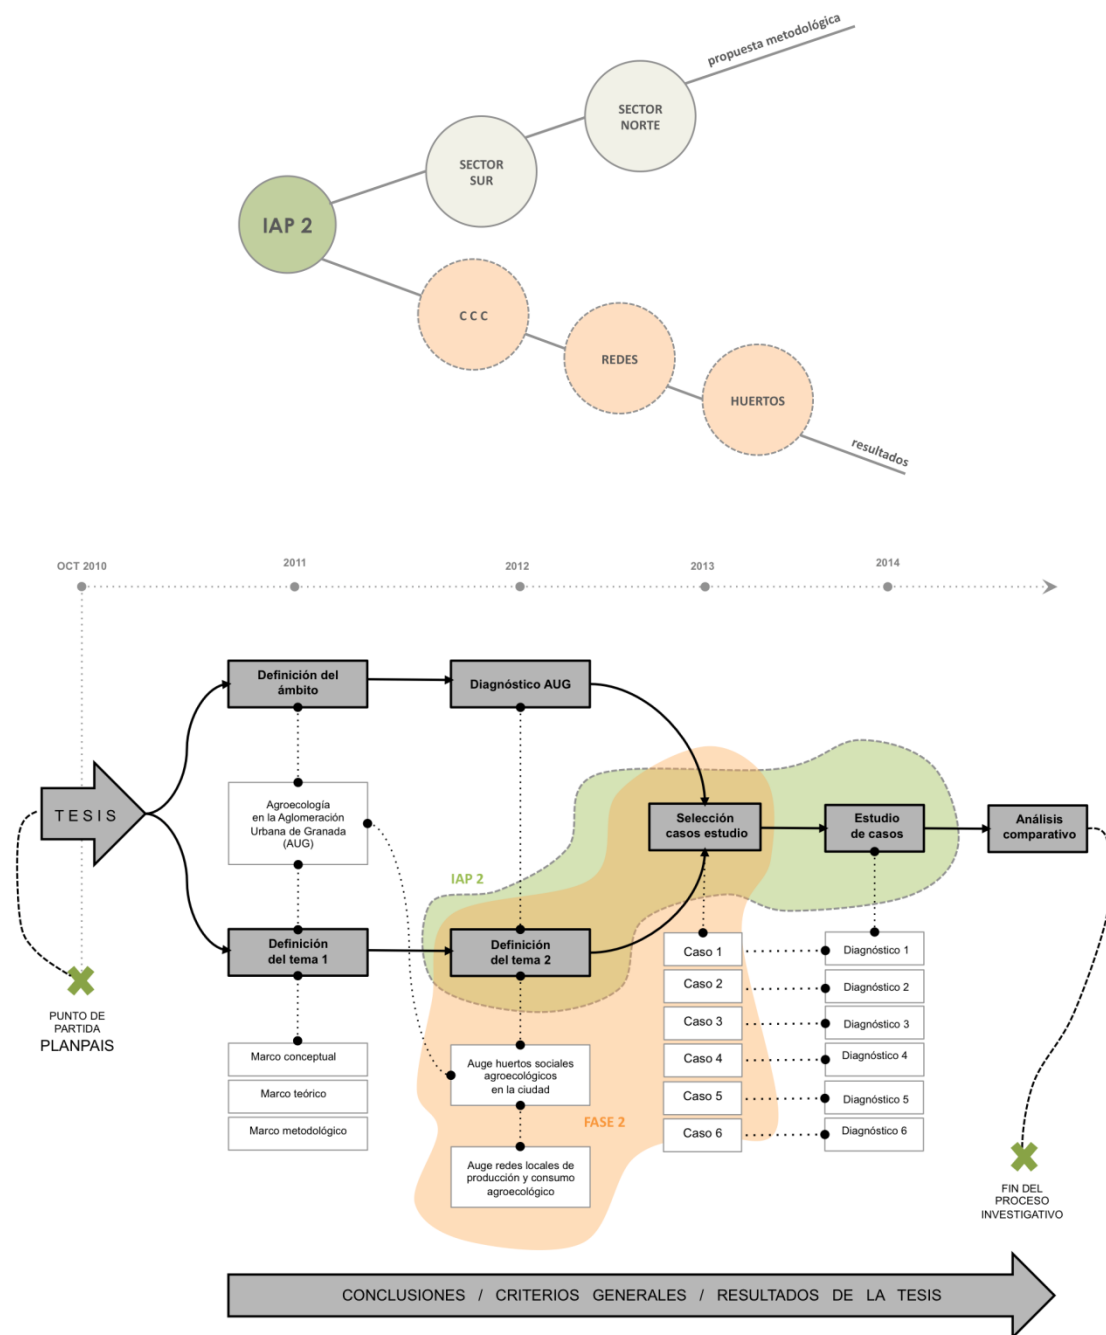 propuesta metodológica
SECTOR
NORTE
SECTOR
SUR
IAP 2
C C C
REDES
HUERTOS
resultados
OCT 2010
2011
2012
2013
2014
Definición del
ámbito
Diagnóstico AUG
T E S I S
Agroecología
en la Aglomeración
Urbana de Granada
(AUG)
Selección
casos estudio
Estudio
de casos
Análisis
comparativo
IAP 2
Definición
del tema 1
Definición
del tema 2
PUNTO DE
PARTIDA
PLANPAIS
Marco conceptual
Marco teórico
Marco metodológico
Auge huertos sociales
agroecológicos
en la ciudad
FASE 2
Auge redes locales de
producción y consumo
agroecológico
Caso 1
Diagnóstico 1
Caso 2
Diagnóstico 2
Caso 3
Diagnóstico 3
Caso 4
Diagnóstico 4
Caso 5
Diagnóstico 5
Caso 6
Diagnóstico 6
FIN DEL
PROCESO
INVESTIGATIVO
CONCLUSIONES / CRITERIOS GENERALES / RESULTADOS DE LA TESIS